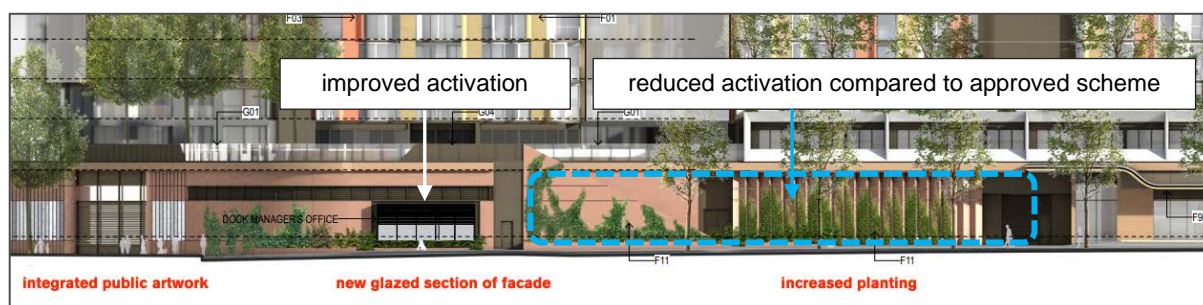 F03
F01
improved activation
reduced activation compared to approved scheme
G01
G04
G01
DOCK MANAGER'S OFFICE
F9
F11
F11
integrated public artwork
new glazed section of facade
increased planting